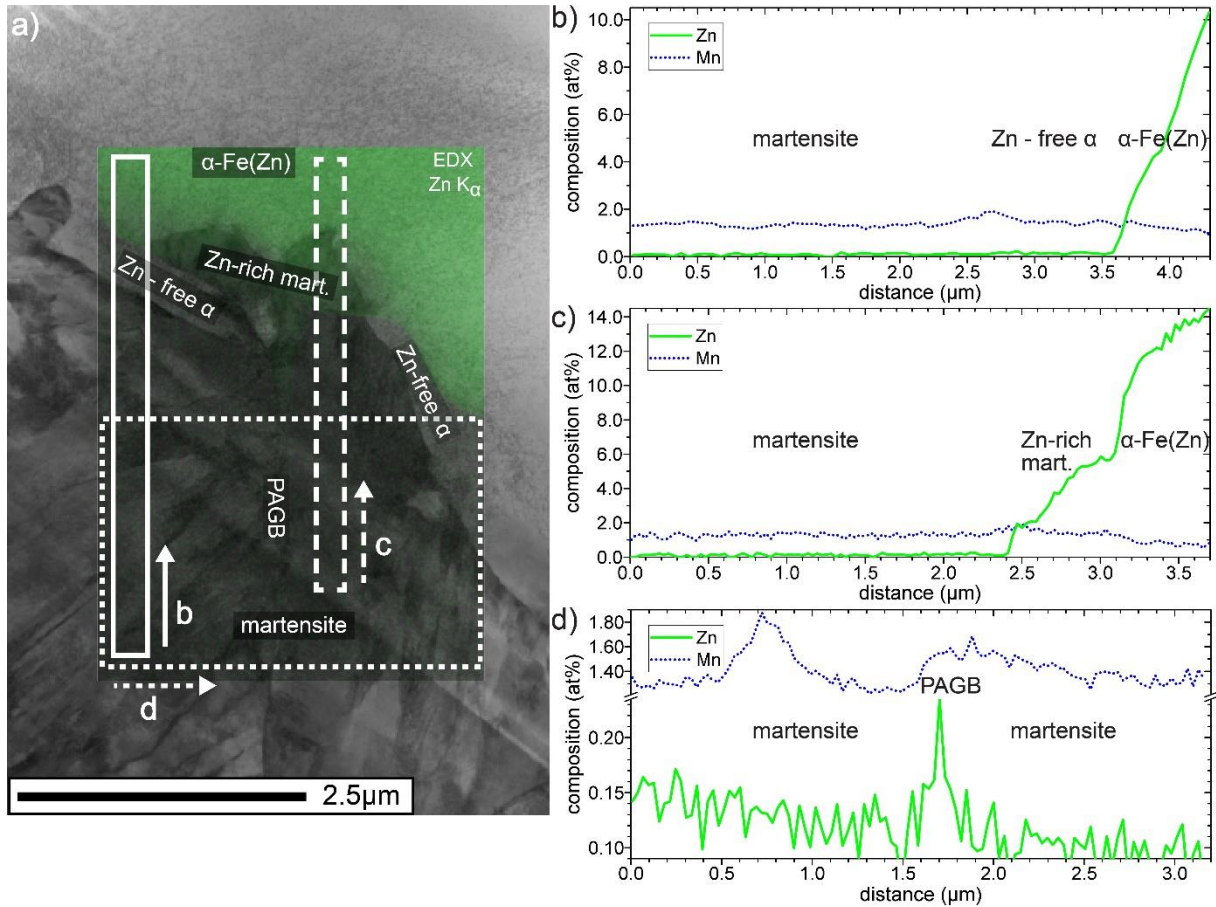 a)
α-Fe(Zn)
EDX
Zn Kα
Zn - free α
Zn-rich
mart.
Zn-free α
PAGB
c
b
martensite
d
2.5µm
b)
composition (at%)
10.0
8.0
6.0
4.0
2.0
0.0
Zn
Mn
martensite
Zn - free α
α-Fe(Zn)
0.0 0.5 1.0 1.5 2.0 2.5 3.0 3.5 4.0
distance (µm)
c)
composition (at%)
14.0
12.0
10.0
8.0
6.0
4.0
2.0
0.0
Zn
Mn
martensite
Zn-rich
mart.
α-Fe(Zn)
0.0 0.5 1.0 1.5 2.0 2.5 3.0 3.5
distance (µm)
d)
composition (at%)
1.80
1.60
1.40
0.20
0.15
0.10
Zn
Mn
PAGB
martensite
martensite
0.0 0.5 1.0 1.5 2.0 2.5 3.0
distance (µm)